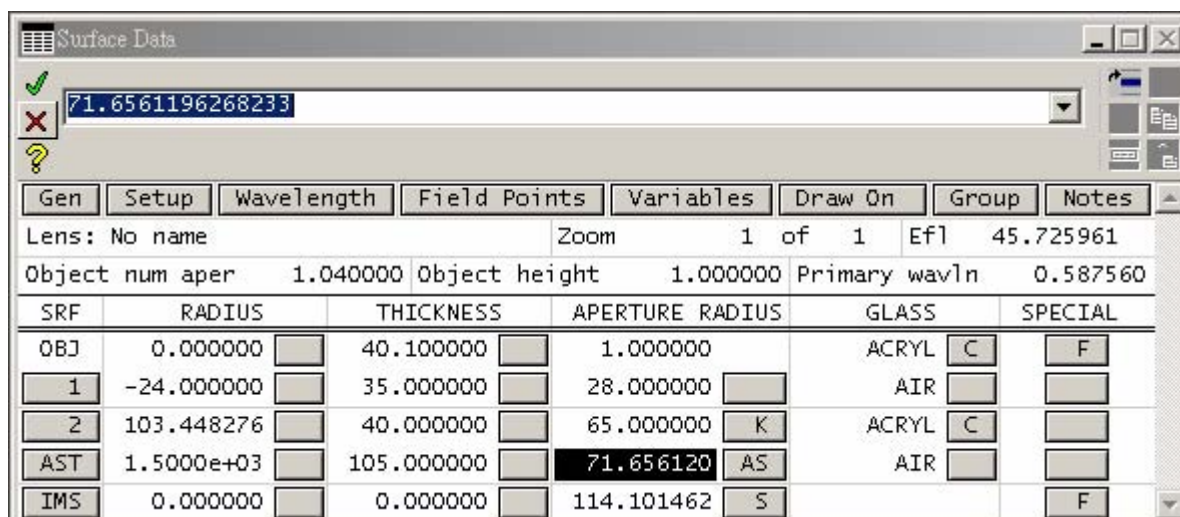 Surface Data
71.6561196268233
Gen Setup Wavelength Field Points Variables Draw On Group Notes
Lens: No name Zoom 1 of 1 Efl 45.725961
Object num aper 1.040000 Object height 1.000000 Primary wavln 0.587560
SRF RADIUS THICKNESS APERTURE RADIUS GLASS SPECIAL
OBJ 0.000000 40.100000 1.000000 ACRYL C F
1 -24.000000 35.000000 28.000000 AIR
2 103.448276 40.000000 65.000000 K ACRYL C
AST 1.5000e+03 105.000000 71.656120 AS AIR
IMS 0.000000 0.000000 114.101462 S F